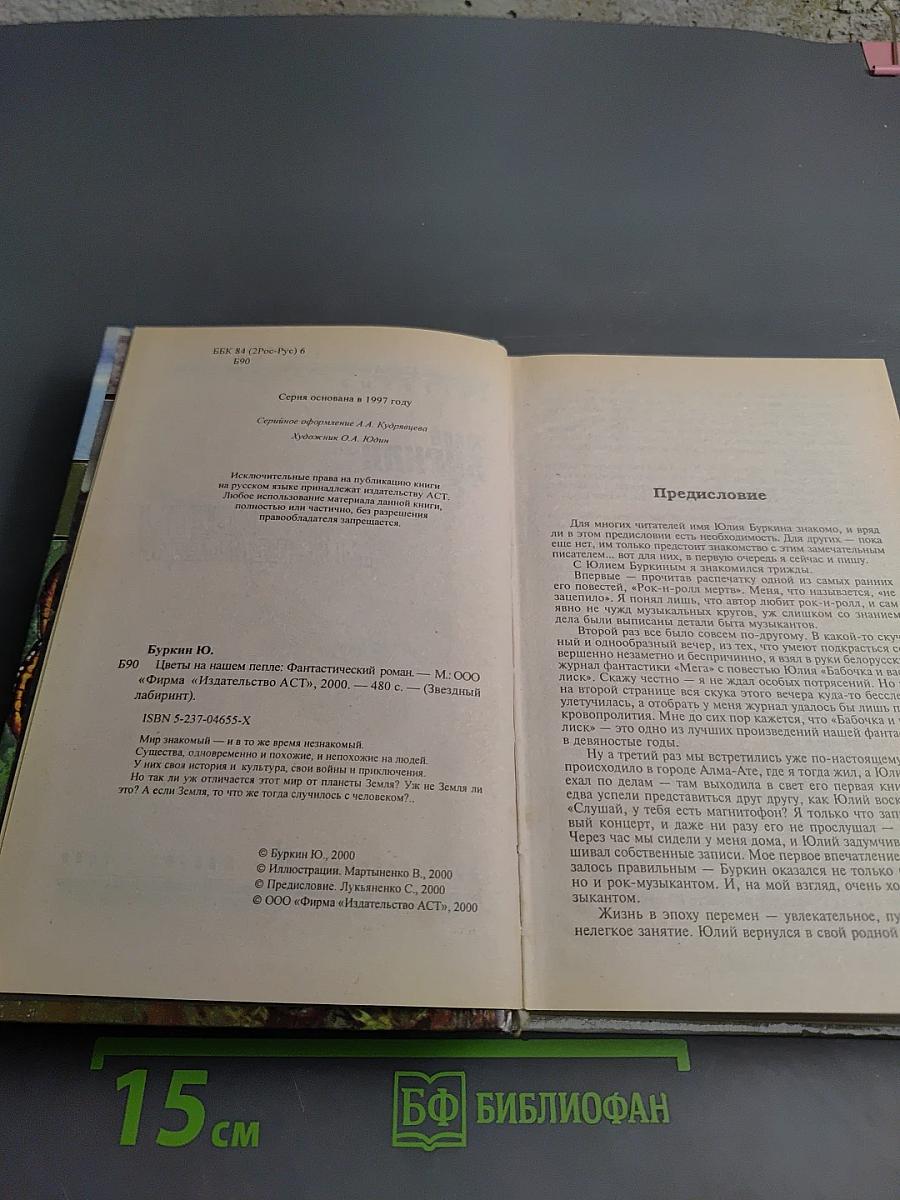 ББК 84 (2Рос-Рус) 6
Б90
Серия основана в 1997 году
Серийное оформление А.А. Кудрявцева
Художник О.А. Юдин
Исключительные права на публикацию книги
на русском языке принадлежат издательству АСТ.
Любое использование материала данной книги,
полностью или частично, без разрешения
правообладателя запрещается.
Буркин Ю.
Б90 Цветы на нашем пепле: Фантастический роман. — М.: ООО
«Фирма «Издательство АСТ», 2000. — 480 с. — (Звездный
лабиринт).
ISBN 5-237-04655-X
Мир знакомый — и в то же время незнакомый.
Существа, одновременно и похожие, и непохожие на людей.
У них своя история и культура, свои войны и приключения.
Но так ли уж отличается этот мир от планеты Земля? Уж не Земля ли
это? А если Земля, то что же тогда случилось с человеком?..
© Буркин Ю., 2000
© Иллюстрации. Мартыненко В., 2000
© Предисловие. Лукьяненко С., 2000
© ООО «Фирма «Издательство АСТ», 2000
Предисловие
Для многих читателей имя Юлия Буркина знакомо, и вряд
ли в этом предисловии есть необходимость. Для других — пока
еще нет, им только предстоит знакомство с этим замечательным
писателем... вот для них, в первую очередь я сейчас и пишу.
С Юлием Буркиным я знакомился трижды.
Впервые — прочитав распечатку одной из самых ранних
его повестей, «Рок-н-ролл мертв». Меня, что называется, «не
зацепило». Я понял лишь, что автор любит рок-н-ролл, и сам
явно не чужд музыкальных кругов, уж слишком со знанием
дела были выписаны детали быта музыкантов.
Второй раз все было совсем по-другому. В какой-то скуч
ный и однообразный вечер, из тех, что умеют подкрасться со
вершенно незаметно и беспричинно, я взял в руки белорусск
журнал фантастики «Мега» с повестью Юлия «Бабочка и вас
лиск». Скажу честно — я не ждал особых потрясений. Но
на второй странице вся скука этого вечера куда-то бессле
улетучилась, а отобрать у меня журнал удалось бы лишь п
кровопролития. Мне до сих пор кажется, что «Бабочка и
лиск» — это одно из лучших произведений нашей фанта
в девяностые годы.
Ну а третий раз мы встретились уже по-настоящему
происходило в городе Алма-Ате, где я тогда жил, а Юли
ехал по делам — там выходила в свет его первая кни
едва успели представиться друг другу, как Юлий воск
«Слушай, у тебя есть магнитофон? Я только что запи
вый концерт, и даже ни разу его не прослушал —
Через час мы сидели у меня дома, и Юлий задумчив
шивал собственные записи. Мое первое впечатление
залось правильным — Буркин оказался не только
но и рок-музыкантом. И, на мой взгляд, очень хо
зыкантом.
Жизнь в эпоху перемен — увлекательное, пу
нелегкое занятие. Юлий вернулся в свой родной
15 см
БФ БИБЛИОФАН